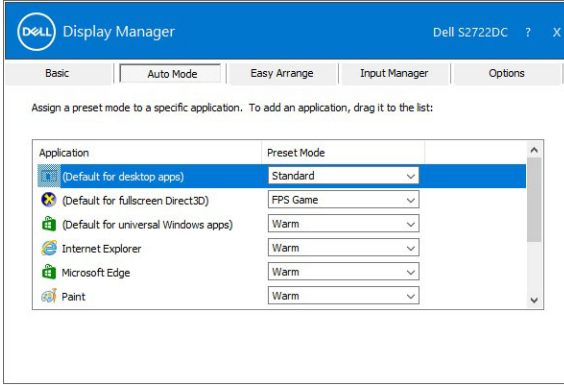 DELL Display Manager Dell S2722DC ? X
Basic Auto Mode Easy Arrange Input Manager Options
Assign a preset mode to a specific application. To add an application, drag it to the list:
Application Preset Mode
(Default for desktop apps) Standard
(Default for fullscreen Direct3D) FPS Game
(Default for universal Windows apps) Warm
Internet Explorer Warm
Microsoft Edge Warm
Paint Warm